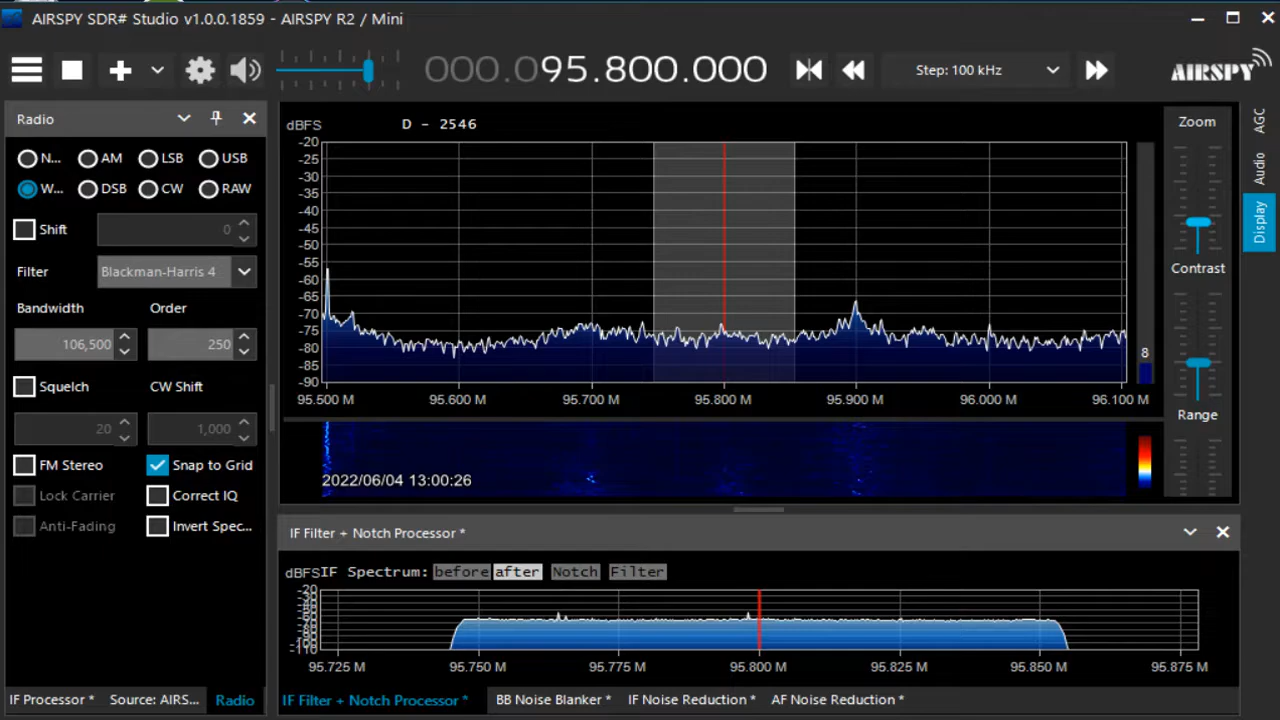 AIRSPY SDR# Studio v1.0.0.1859 - AIRSPY R2 / Mini
000.095.800.000
Step: 100 kHz
AIRSPY
Radio
N... AM LSB USB
W... DSB CW RAW
Shift 0
Filter Blackman-Harris 4
Bandwidth Order
106,500 250
Squelch CW Shift
20 1,000
FM Stereo Snap to Grid
Lock Carrier Correct IQ
Anti-Fading Invert Spec...
IF Processor * Source: AIRS... Radio
dBFS D - 2546
-20
-25
-30
-35
-40
-45
-50
-55
-60
-65
-70
-75
-80
-85
-90
8
95.500 M 95.600 M 95.700 M 95.800 M 95.900 M 96.000 M 96.100 M
2022/06/04 13:00:26
Zoom
Contrast
Range
AGC
Audio
Display
IF Filter + Notch Processor *
dBFS IF Spectrum: before after Notch Filter
-110
95.725 M 95.750 M 95.775 M 95.800 M 95.825 M 95.850 M 95.875 M
IF Filter + Notch Processor * BB Noise Blanker * IF Noise Reduction * AF Noise Reduction *